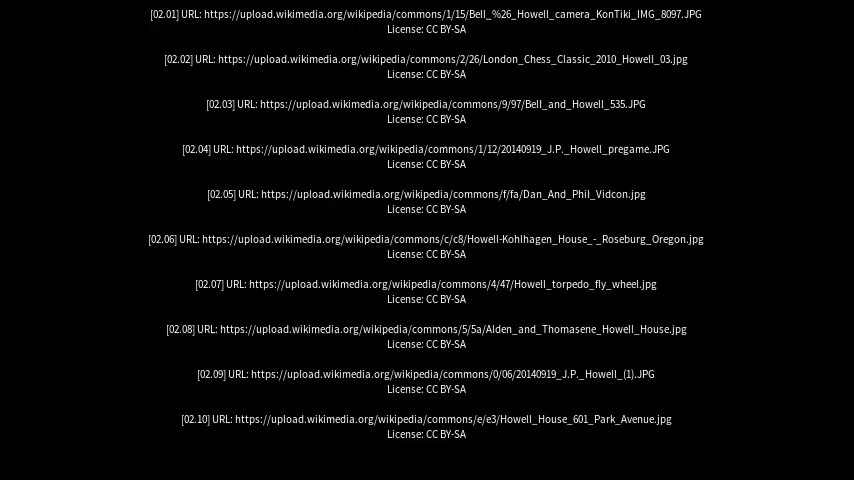 [02.01] URL: https://upload.wikimedia.org/wikipedia/commons/1/15/Bell_%26_Howell_camera_KonTiki_IMG_8097.JPG
License: CC BY-SA
[02.02] URL: https://upload.wikimedia.org/wikipedia/commons/2/26/London_Chess_Classic_2010_Howell_03.jpg
License: CC BY-SA
[02.03] URL: https://upload.wikimedia.org/wikipedia/commons/9/97/Bell_and_Howell_535.JPG
License: CC BY-SA
[02.04] URL: https://upload.wikimedia.org/wikipedia/commons/1/12/20140919_J.P._Howell_pregame.JPG
License: CC BY-SA
[02.05] URL: https://upload.wikimedia.org/wikipedia/commons/f/fa/Dan_And_Phil_Vidcon.jpg
License: CC BY-SA
[02.06] URL: https://upload.wikimedia.org/wikipedia/commons/c/c8/Howell-Kohlhagen_House_-_Roseburg_Oregon.jpg
License: CC BY-SA
[02.07] URL: https://upload.wikimedia.org/wikipedia/commons/4/47/Howell_torpedo_fly_wheel.jpg
License: CC BY-SA
[02.08] URL: https://upload.wikimedia.org/wikipedia/commons/5/5a/Alden_and_Thomasene_Howell_House.jpg
License: CC BY-SA
[02.09] URL: https://upload.wikimedia.org/wikipedia/commons/0/06/20140919_J.P._Howell_(1).JPG
License: CC BY-SA
[02.10] URL: https://upload.wikimedia.org/wikipedia/commons/e/e3/Howell_House_601_Park_Avenue.jpg
License: CC BY-SA